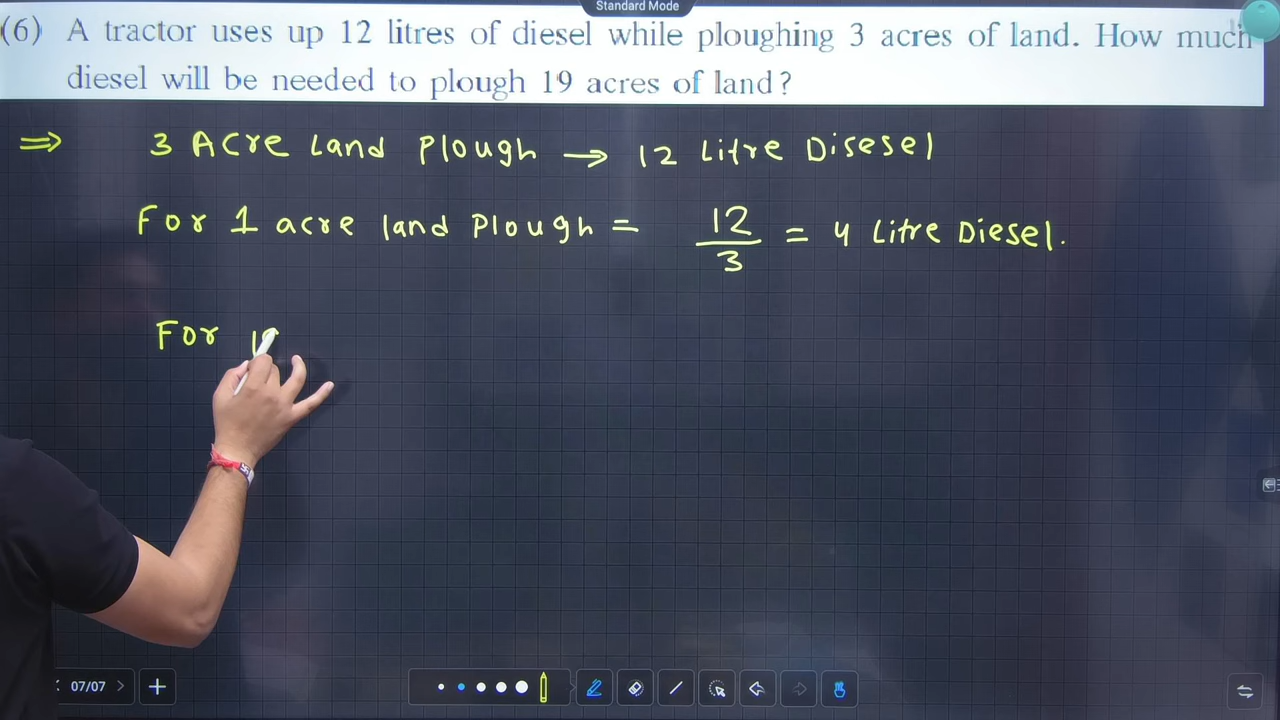 Standard Mode
(6) A tractor uses up 12 litres of diesel while ploughing 3 acres of land. How much
diesel will be needed to plough 19 acres of land?
⇒ 3 Acre Land Plough → 12 Litre Disesel
For 1 acre land Plough = 12/3 = 4 Litre Diesel.
For
07/07